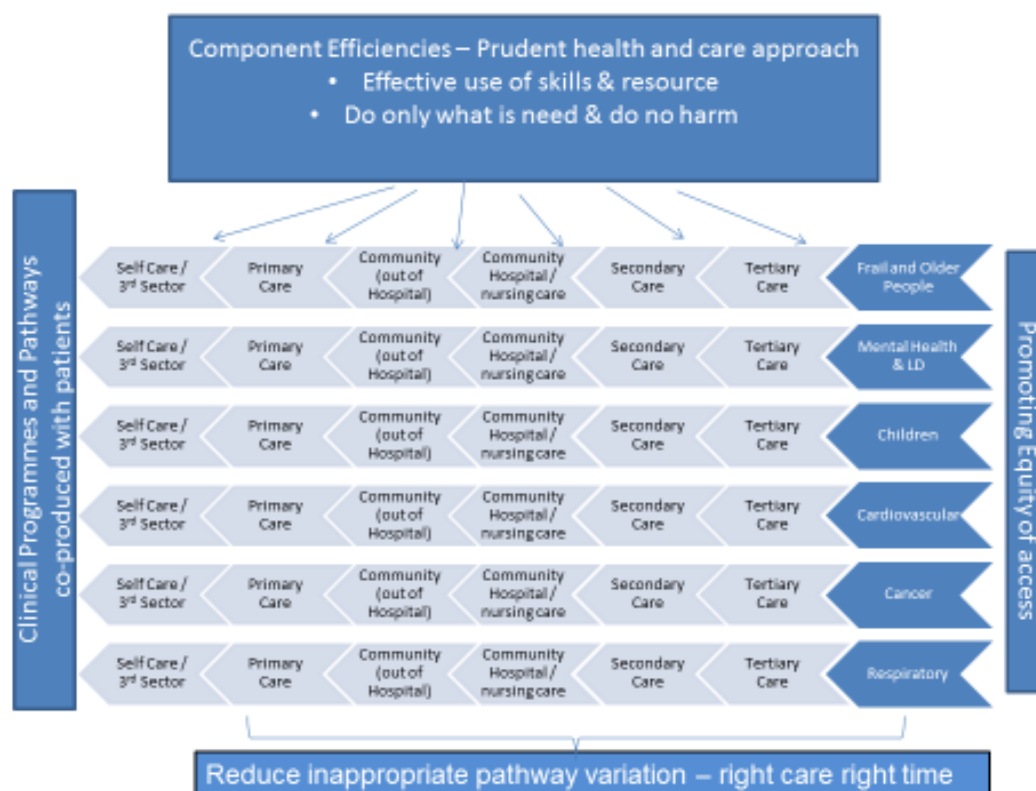 Component Efficiencies – Prudent health and care approach
• Effective use of skills & resource
• Do only what is need & do no harm
Clinical Programmes and Pathways
co-produced with patients
Self Care /
3rd Sector
Primary
Care
Community
(out of
Hospital)
Community
Hospital /
nursing care
Secondary
Care
Tertiary
Care
Frail and Older
People
Self Care /
3rd Sector
Primary
Care
Community
(out of
Hospital)
Community
Hospital /
nursing care
Secondary
Care
Tertiary
Care
Mental Health
& LD
Self Care /
3rd Sector
Primary
Care
Community
(out of
Hospital)
Community
Hospital /
nursing care
Secondary
Care
Tertiary
Care
Children
Self Care /
3rd Sector
Primary
Care
Community
(out of
Hospital)
Community
Hospital /
nursing care
Secondary
Care
Tertiary
Care
Cardiovascular
Self Care /
3rd Sector
Primary
Care
Community
(out of
Hospital)
Community
Hospital /
nursing care
Secondary
Care
Tertiary
Care
Cancer
Self Care /
3rd Sector
Primary
Care
Community
(out of
Hospital)
Community
Hospital /
nursing care
Secondary
Care
Tertiary
Care
Respiratory
Promoting Equity of
access
Reduce inappropriate pathway variation – right care right time